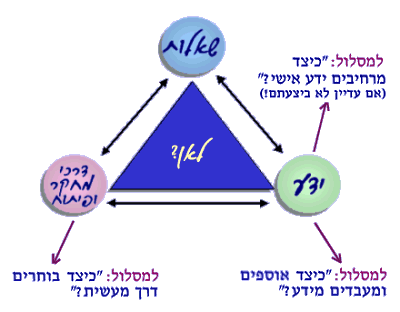 שאלות
למסלול: "כיצד
מרחיבים ידע אישי?"
(אם עדיין לא ביצעתם!)
לאן?
דרכי
מחקר
ופיתוח
ידע
למסלול: "כיצד בוחרים
דרך מעשית?"
למסלול: "כיצד אוספים
ומעבדים מידע?"